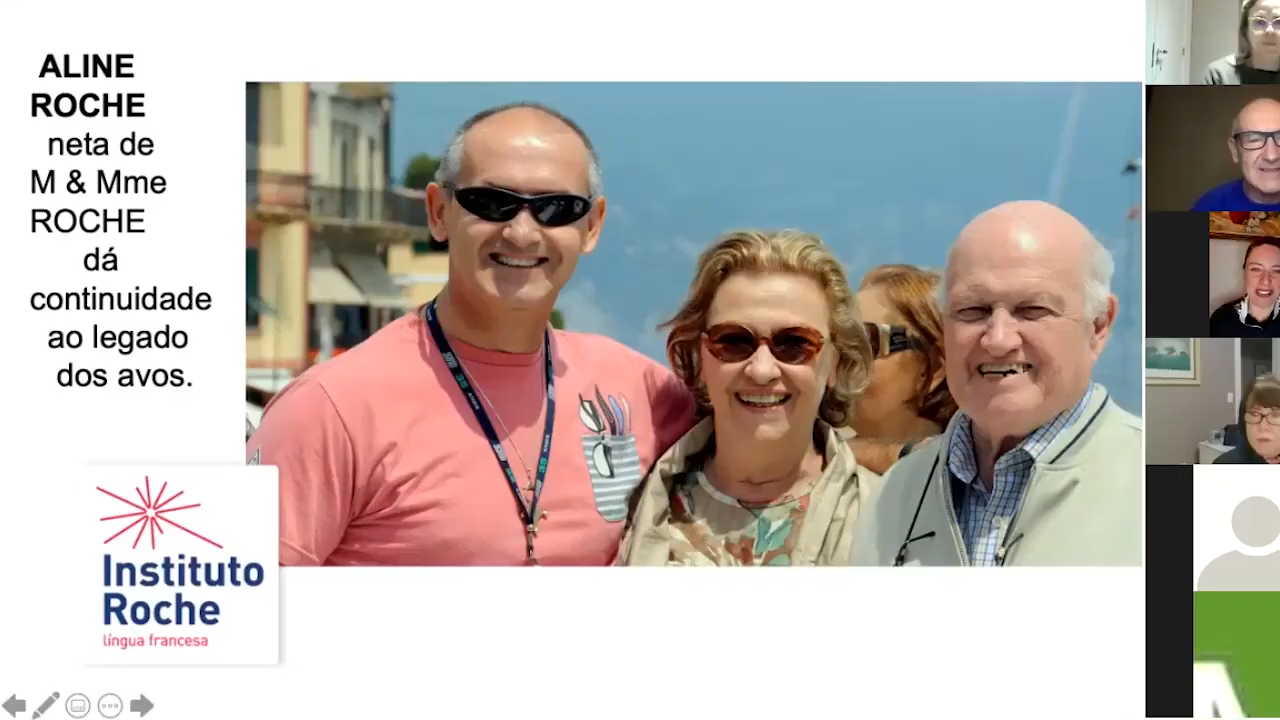 ALINE
ROCHE
neta de
M & Mme
ROCHE
dá
continuidade
ao legado
dos avos.
Instituto
Roche
língua francesa